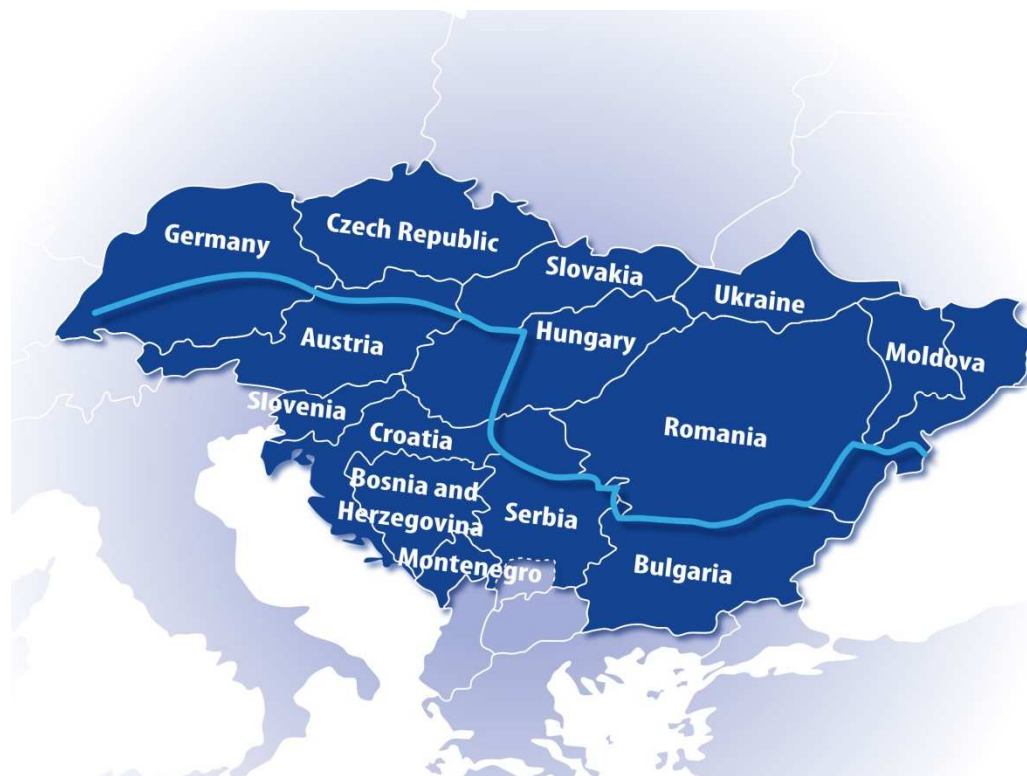 Germany
Czech Republic
Slovakia
Ukraine
Austria
Hungary
Moldova
Slovenia
Croatia
Romania
Bosnia and
Herzegovina
Serbia
Montenegro
Bulgaria